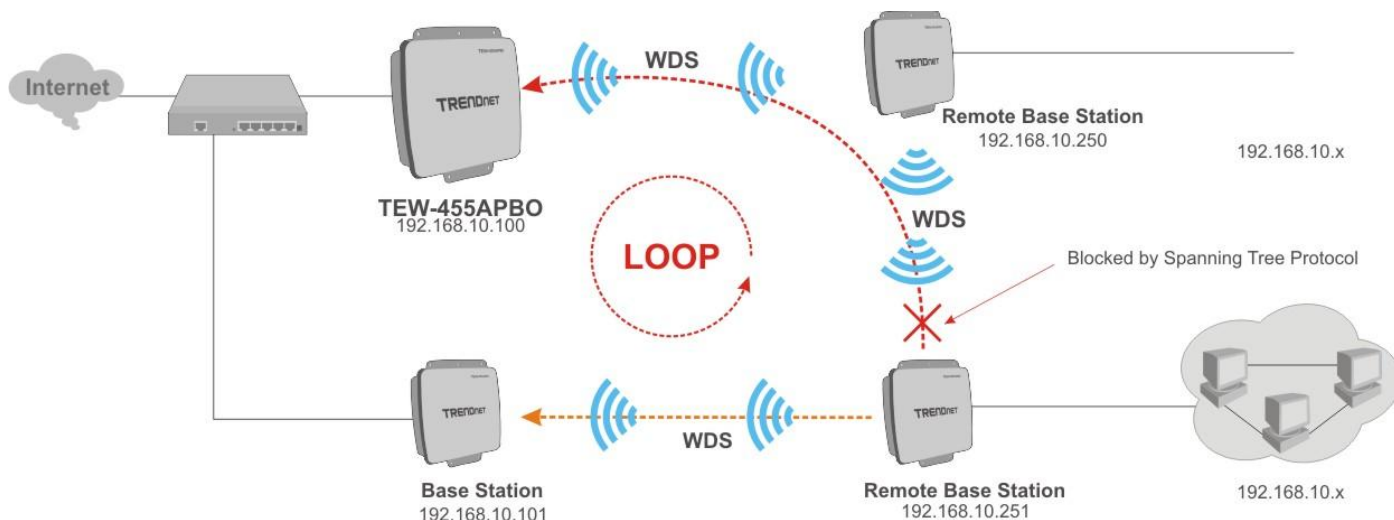 Internet
TRENDNET
TEW-455APBO
192.168.10.100
WDS
TRENDNET
Remote Base Station
192.168.10.250
192.168.10.x
WDS
LOOP
Blocked by Spanning Tree Protocol
TRENDNET
Base Station
192.168.10.101
WDS
TRENDNET
Remote Base Station
192.168.10.251
192.168.10.x